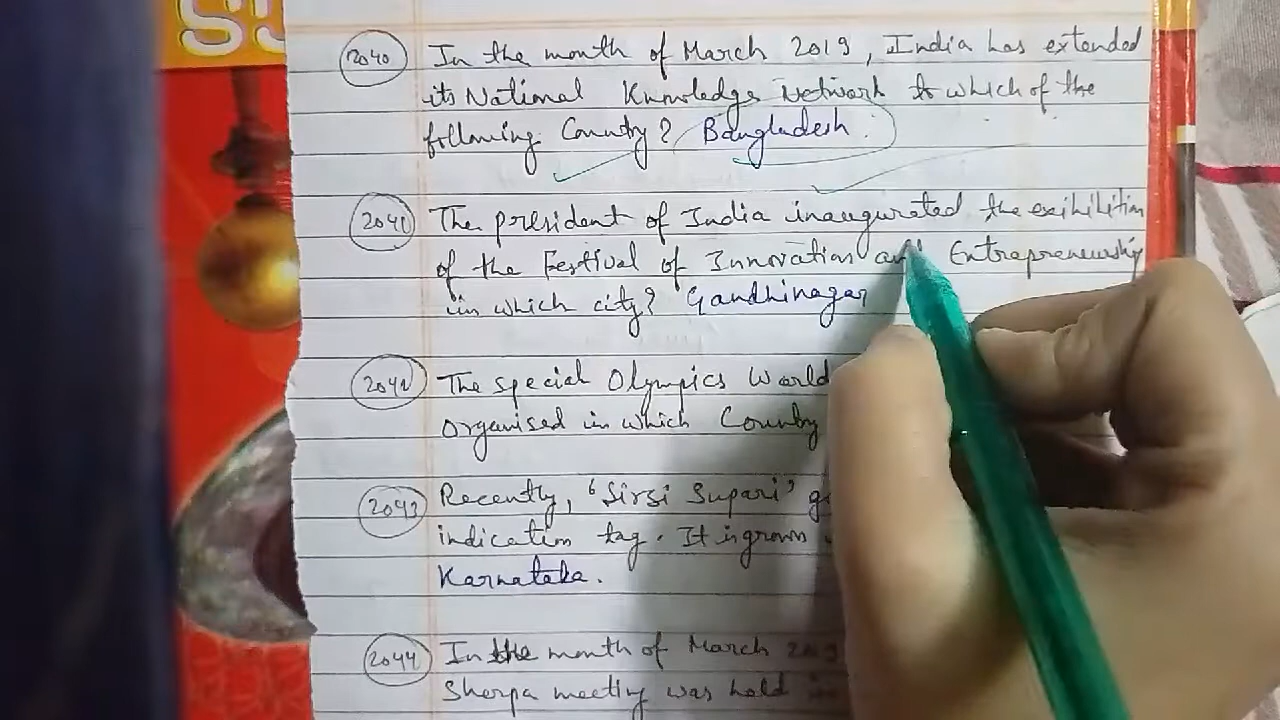 2040 In the month of March 2019, India has extended
its National Knowledge Network to which of the
following Country? Bangladesh.
2041 The president of India inaugurated the exihibition
of the Festival of Innovation and Entrepreneurship
in which city? Gandhinagar
2042 The special Olympics World
organised in which Country
2043 Recently, 'Sirsi Supari'
indication tag. It is grown
Karnataka.
2044 In the month of March 2019
Sherpa meeting was held in